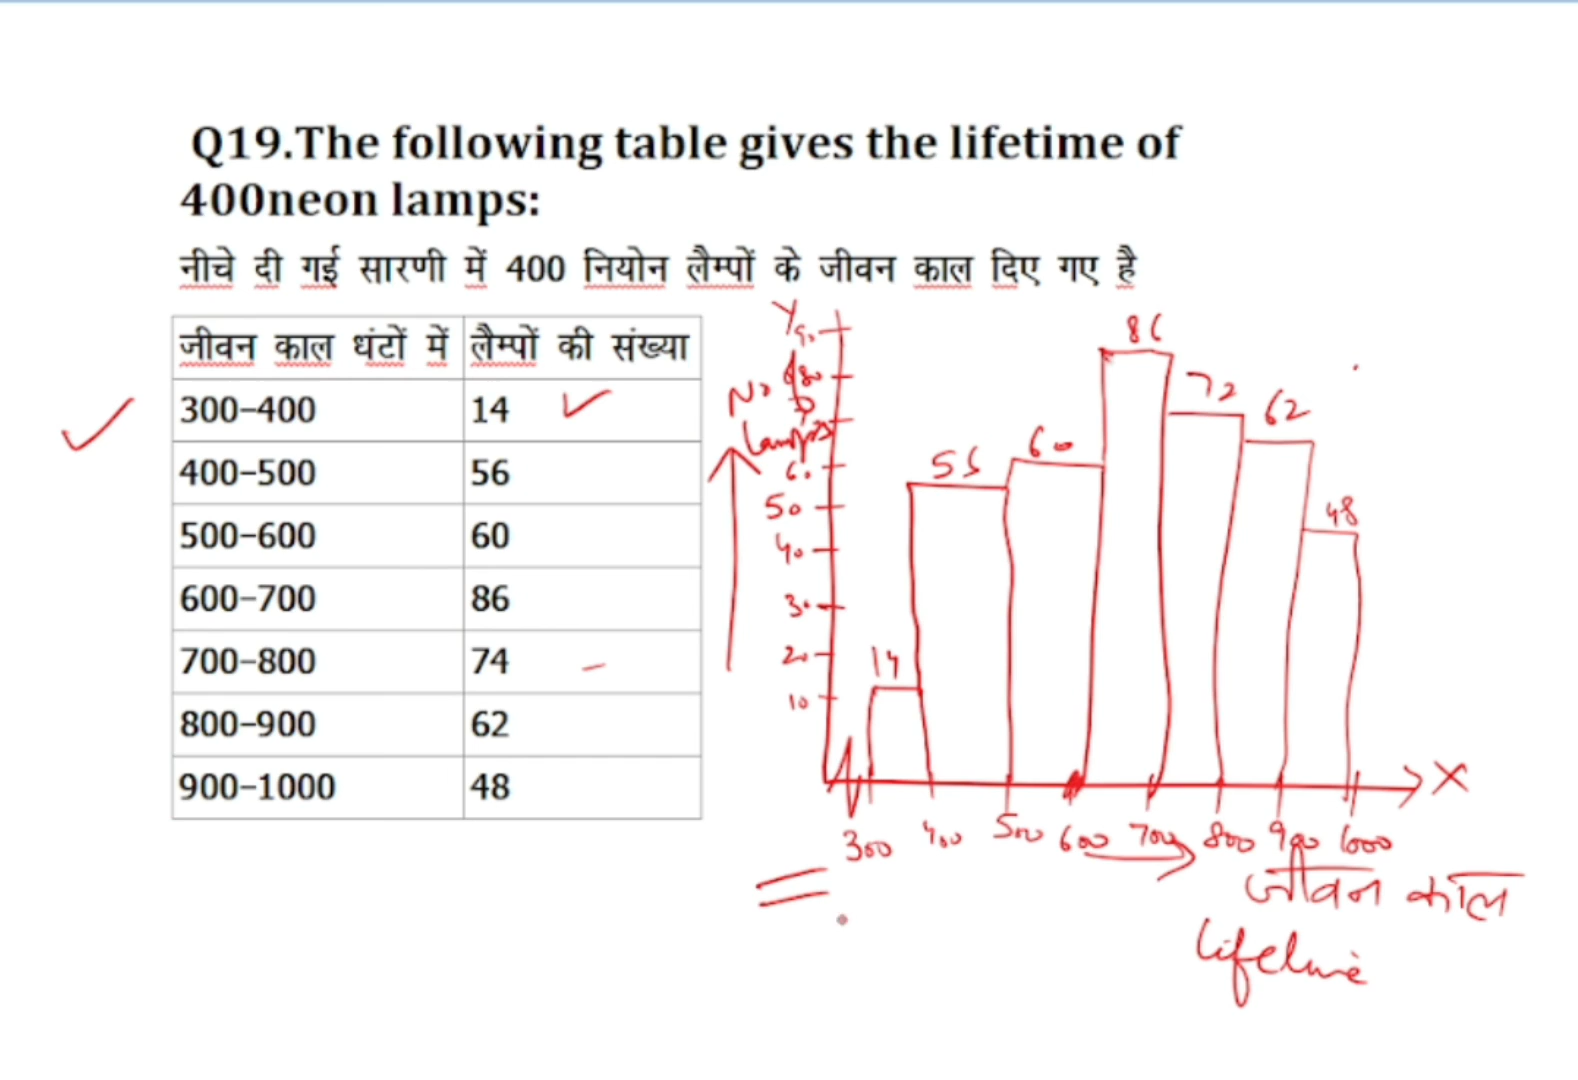 Q19.The following table gives the lifetime of
400neon lamps:
नीचे दी गई सारणी में 400 नियोन लैम्पों के जीवन काल दिए गए है
जीवन काल धंटों में लैम्पों की संख्या
300-400 14
400-500 56
500-600 60
600-700 86
700-800 74
800-900 62
900-1000 48
Y
90
80
No of
lamps
60
50
40
30
20
10
14
56
60
86
72
62
48
X
300 400 500 600 700 800 900 1000
जीवन काल
lifetime